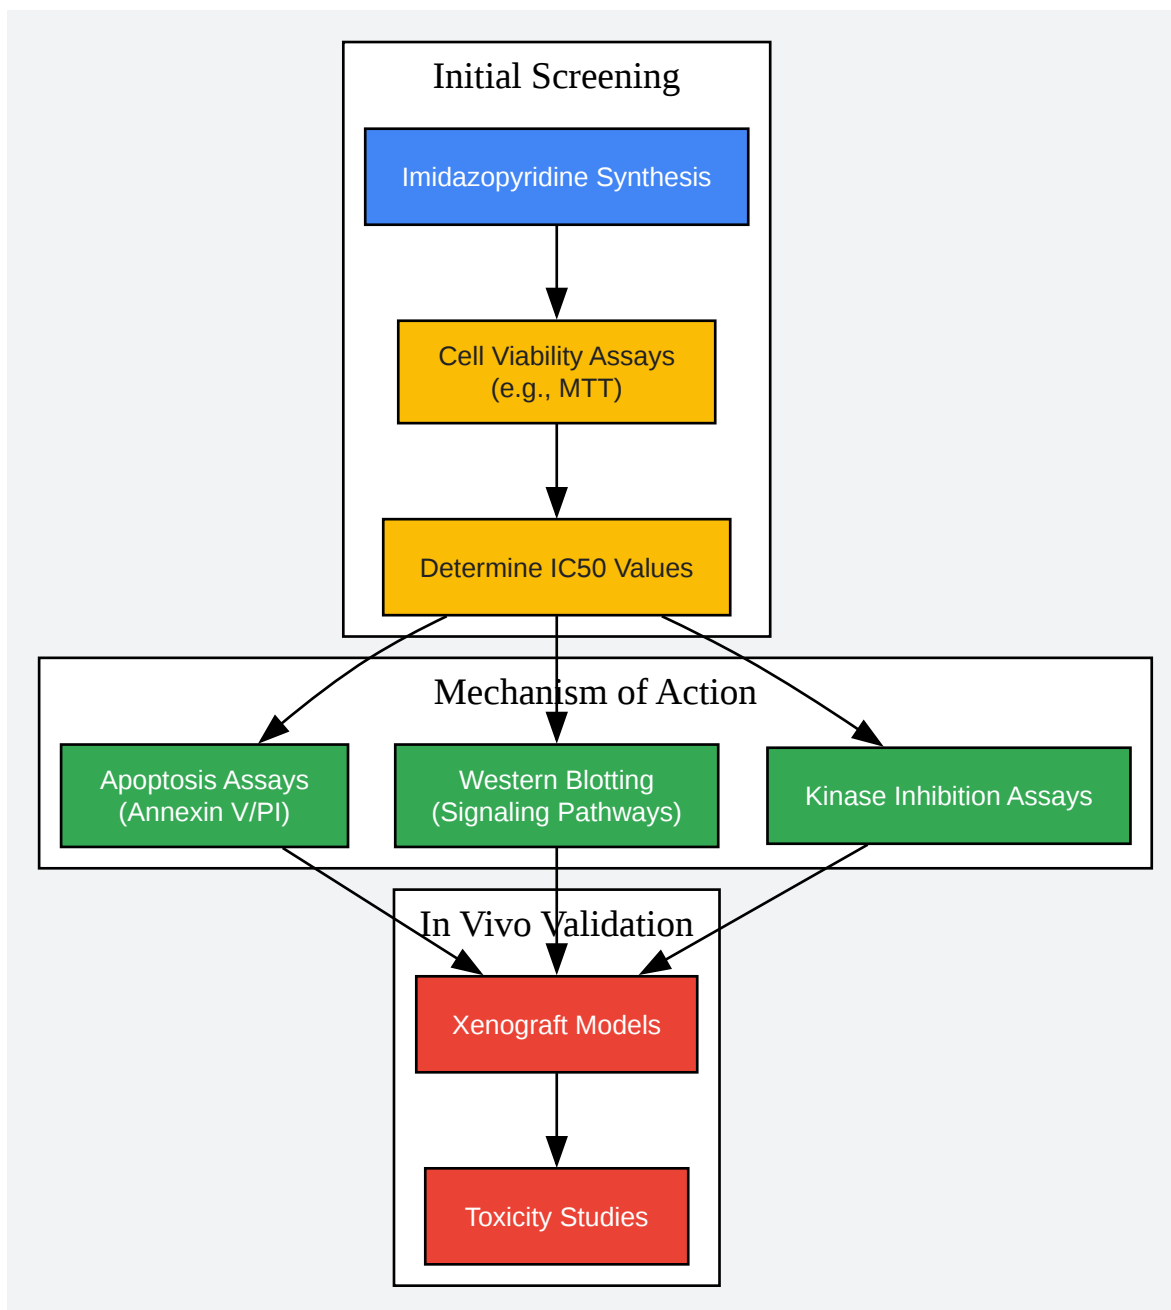 Initial Screening
Imidazopyridine Synthesis
Cell Viability Assays
(e.g., MTT)
Determine IC50 Values
Mechanism of Action
Apoptosis Assays
(Annexin V/PI)
Western Blotting
(Signaling Pathways)
Kinase Inhibition Assays
In Vivo Validation
Xenograft Models
Toxicity Studies